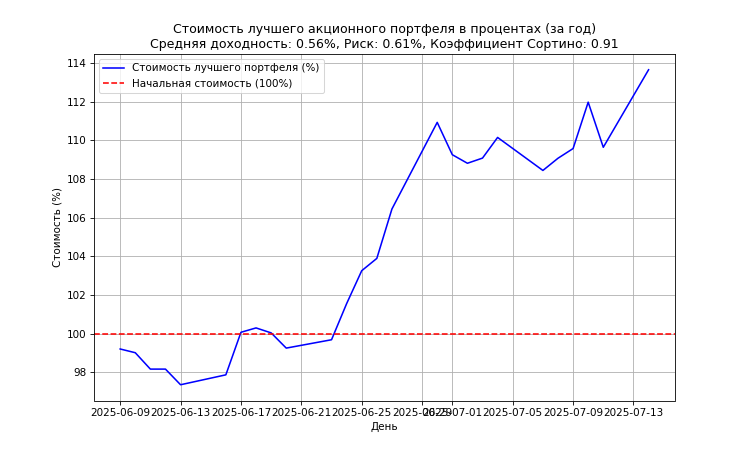 Стоимость лучшего акционного портфеля в процентах (за год)
Средняя доходность: 0.56%, Риск: 0.61%, Коэффициент Сортино: 0.91
Стоимость лучшего портфеля (%)
Начальная стоимость (100%)
Стоимость (%)
114
112
110
108
106
104
102
100
98
2025-06-09 2025-06-13 2025-06-17 2025-06-21 2025-06-25 2025-06-29 2025-07-01 2025-07-05 2025-07-09 2025-07-13
День